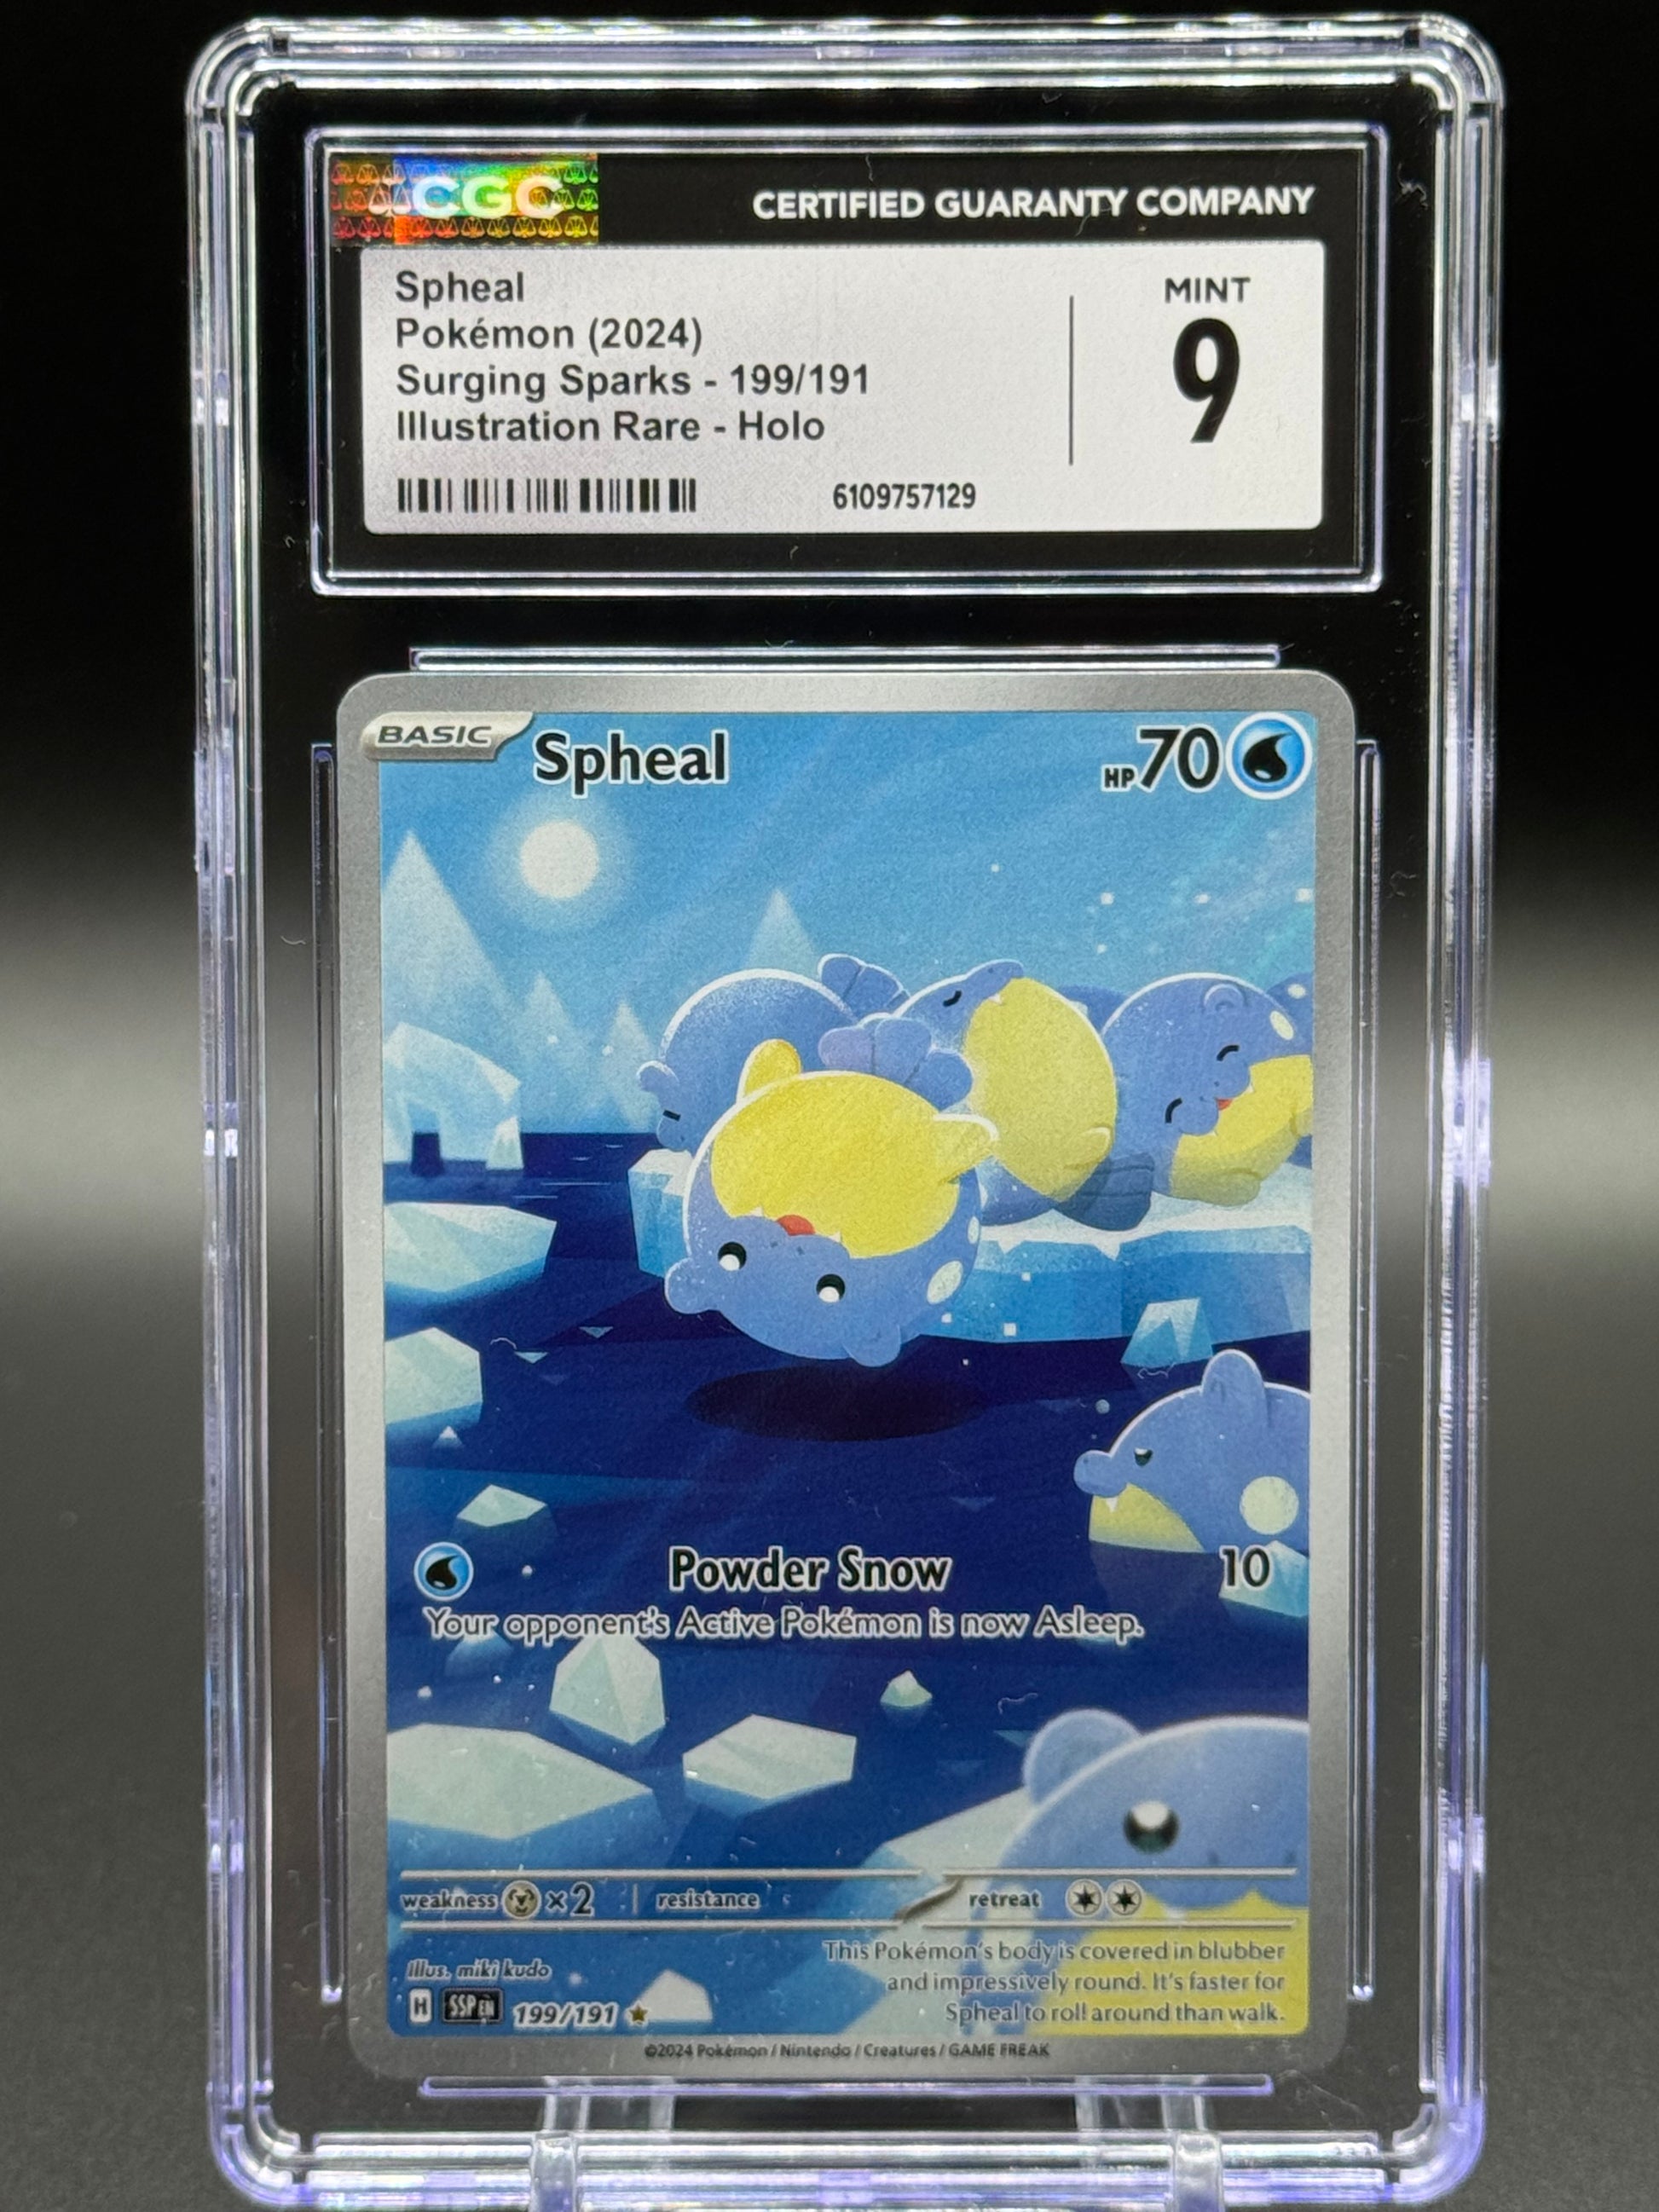 CGC
CERTIFIED GUARANTY COMPANY
Spheal
Pokémon (2024)
Surging Sparks - 199/191
Illustration Rare - Holo
6109757129
MINT
9
BASIC
Spheal
HP 70
Powder Snow 10
Your opponent's Active Pokémon is now Asleep.
weakness ×2 resistance retreat
This Pokémon's body is covered in blubber
and impressively round. It's faster for
Spheal to roll around than walk.
Illus. miki kudo
H SSP EN 199/191
©2024 Pokémon / Nintendo / Creatures / GAME FREAK